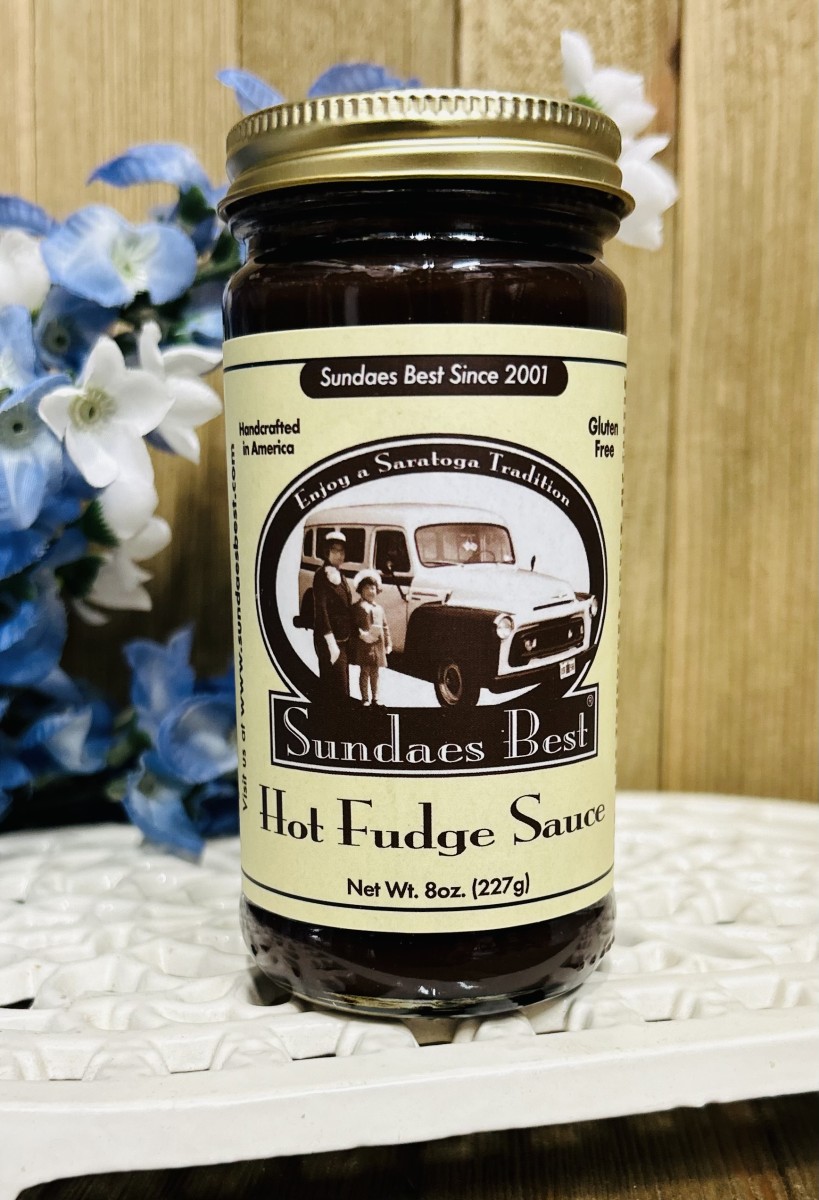 Sundaes Best Since 2001
Handcrafted
in America
Gluten
Free
Enjoy a Saratoga Tradition
Sundaes Best®
Hot Fudge Sauce
Net Wt. 8oz. (227g)
Visit us at www.sundaesbest.com